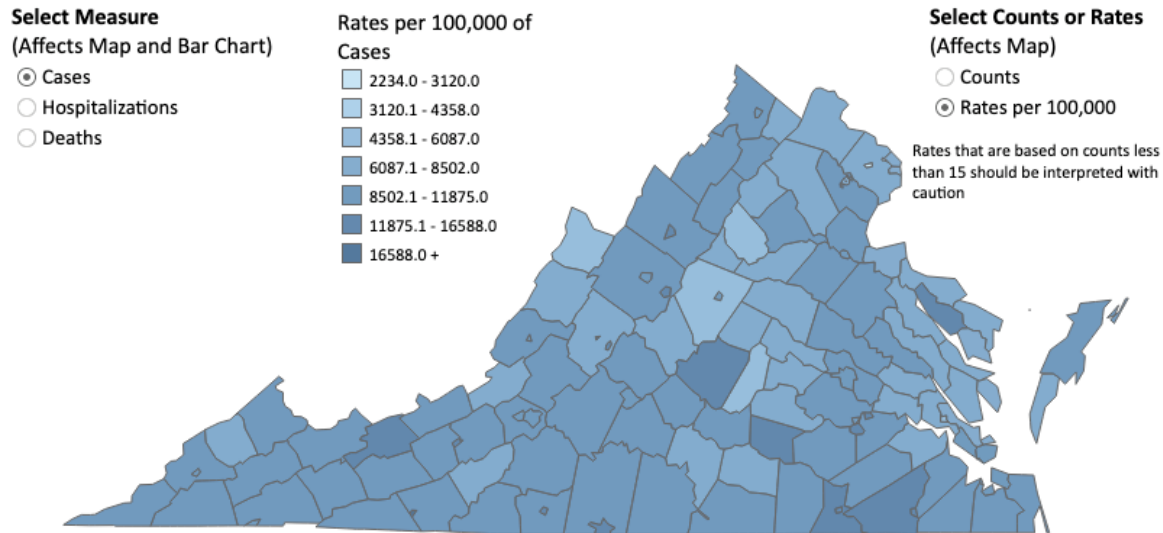 Select Measure
(Affects Map and Bar Chart)
Cases
Hospitalizations
Deaths
Rates per 100,000 of
Cases
2234.0 - 3120.0
3120.1 - 4358.0
4358.1 - 6087.0
6087.1 - 8502.0
8502.1 - 11875.0
11875.1 - 16588.0
16588.0 +
Select Counts or Rates
(Affects Map)
Counts
Rates per 100,000
Rates that are based on counts less
than 15 should be interpreted with
caution